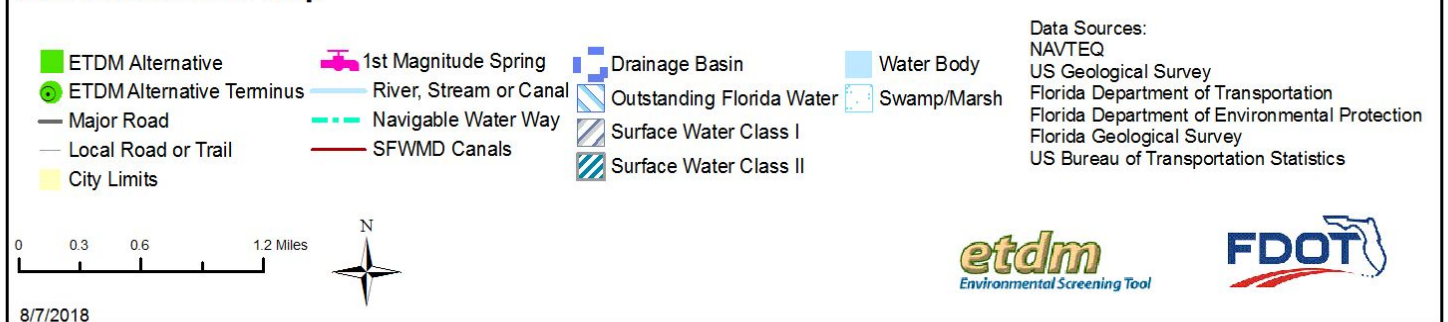 ETDM Alternative
ETDM Alternative Terminus
Major Road
Local Road or Trail
City Limits
1st Magnitude Spring
River, Stream or Canal
Navigable Water Way
SFWMD Canals
Drainage Basin
Outstanding Florida Water
Surface Water Class I
Surface Water Class II
Water Body
Swamp/Marsh
Data Sources:
NAVTEQ
US Geological Survey
Florida Department of Transportation
Florida Department of Environmental Protection
Florida Geological Survey
US Bureau of Transportation Statistics
0 0.3 0.6 1.2 Miles
N
etdm
Environmental Screening Tool
FDOT
8/7/2018